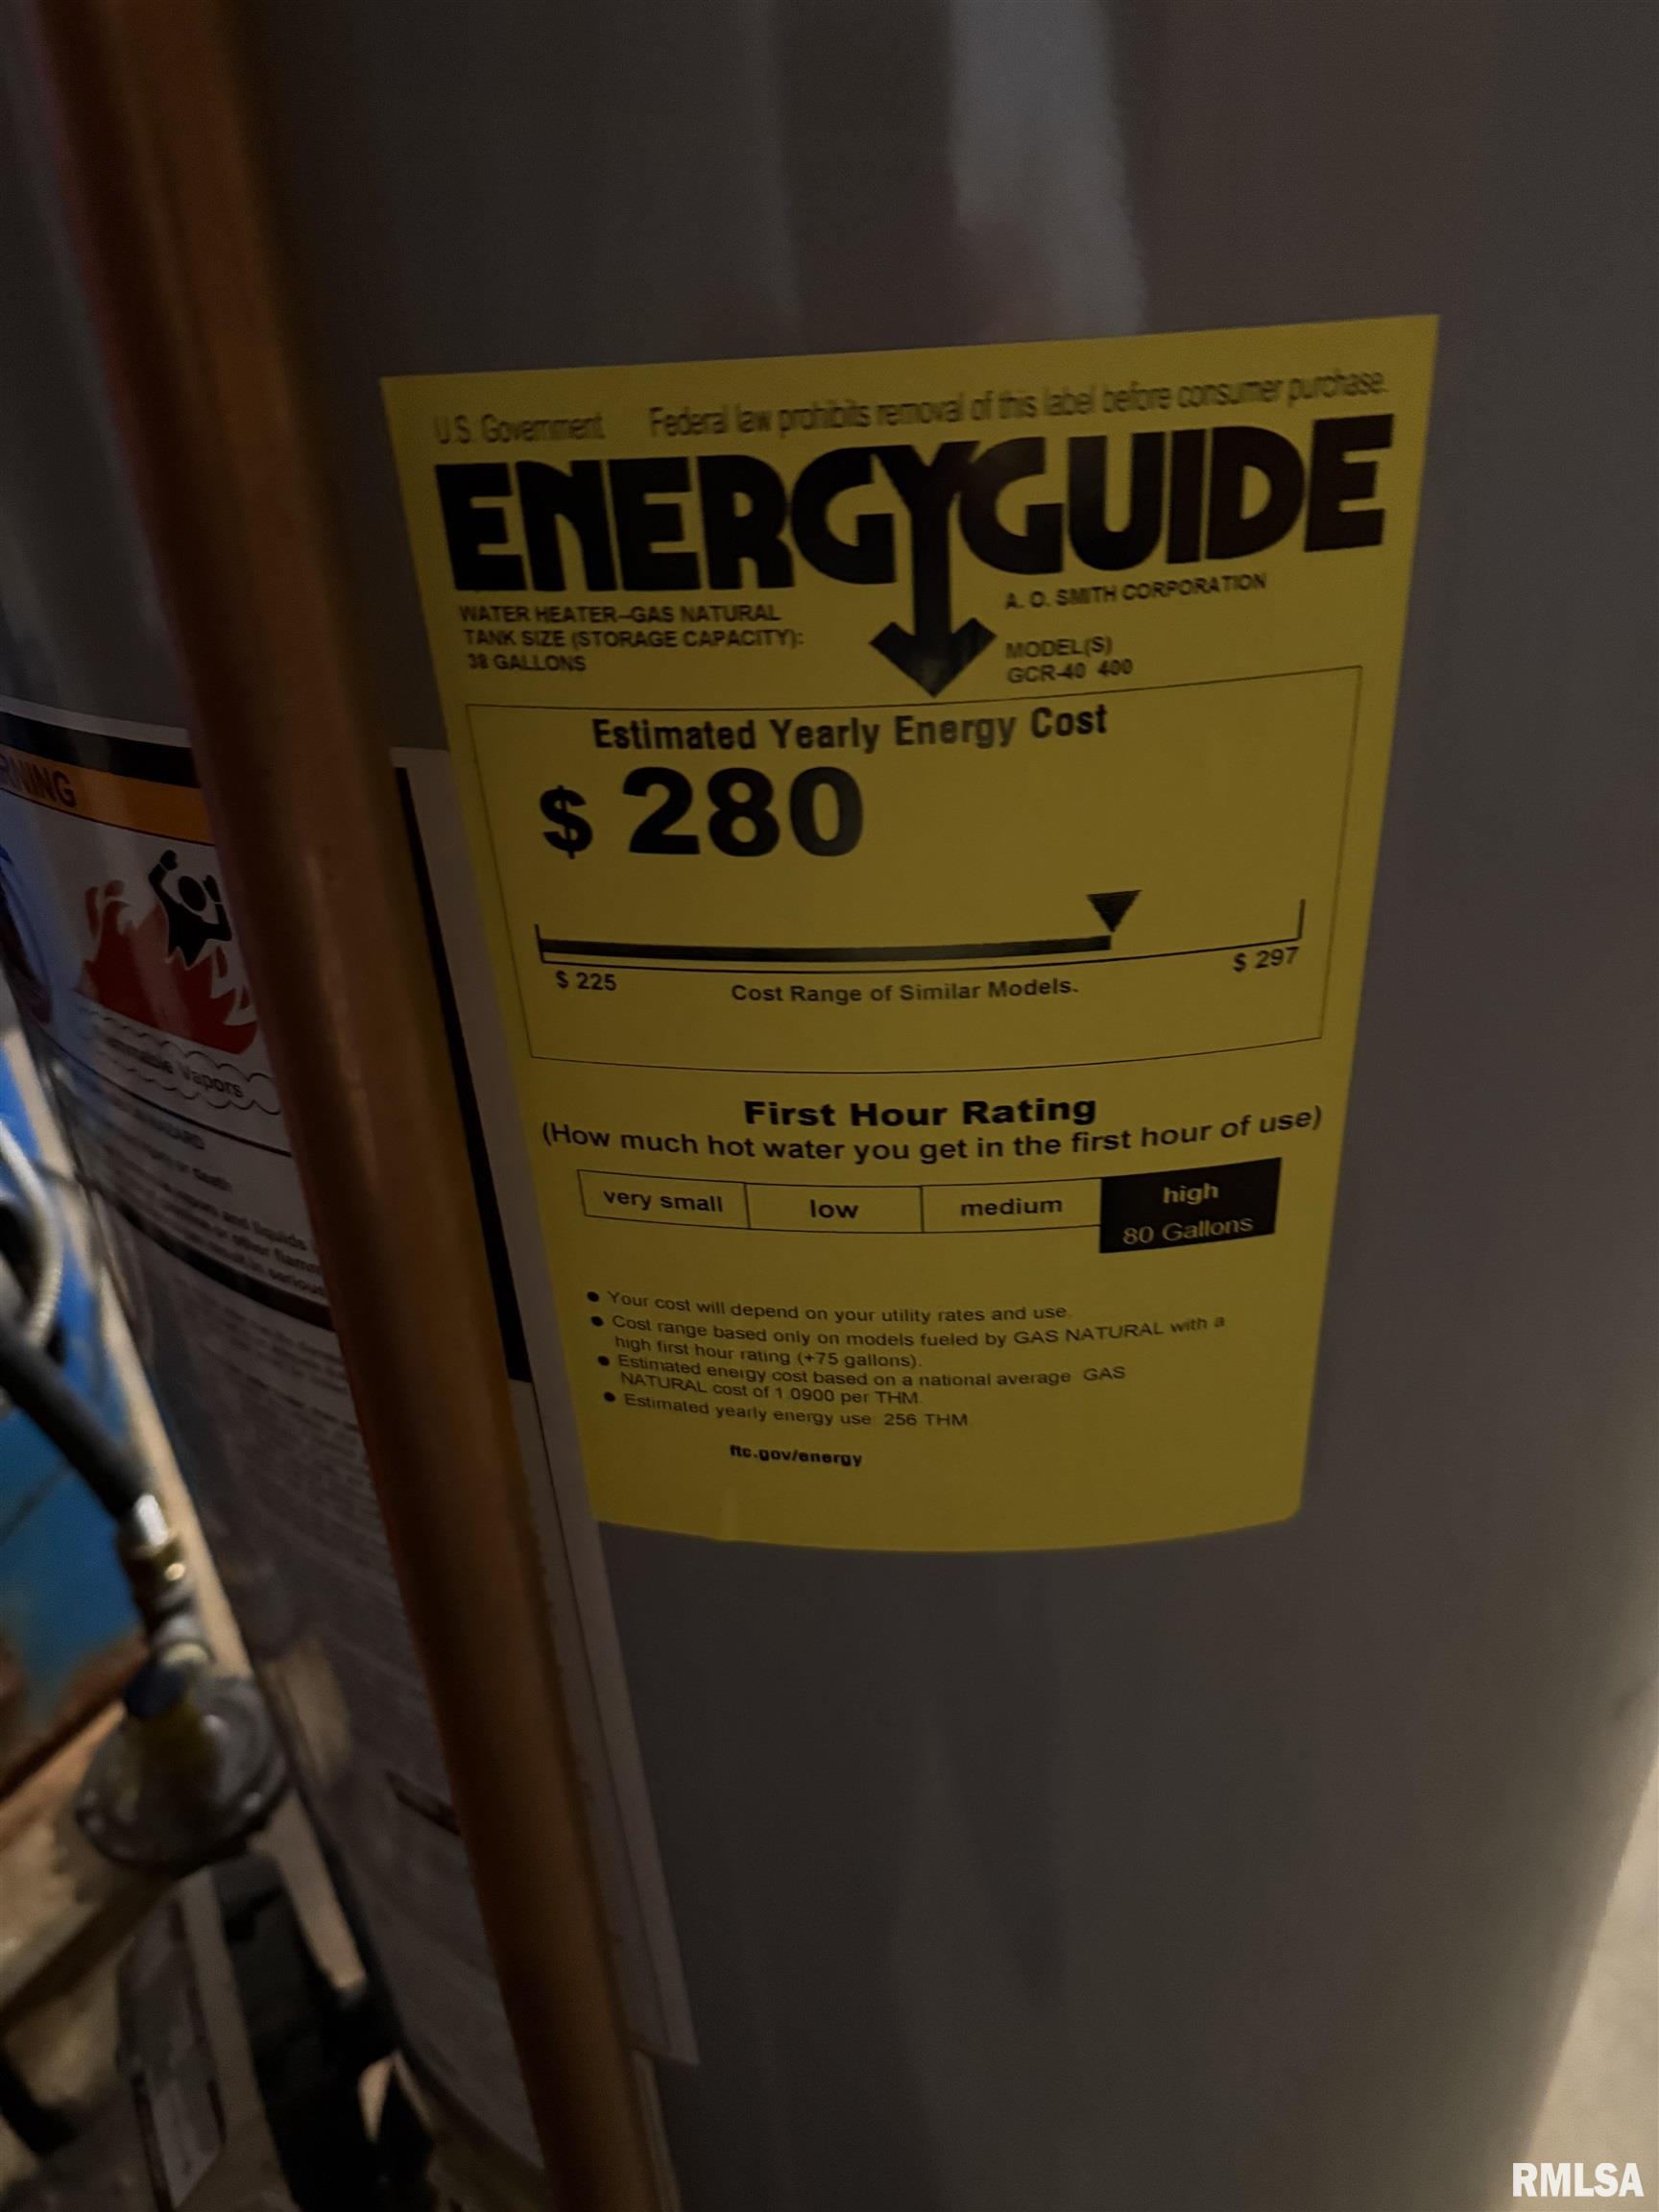 U.S. Government Federal law prohibits removal of this label before consumer purchase.
ENERGYGUIDE
WATER HEATER--GAS NATURAL
TANK SIZE (STORAGE CAPACITY):
38 GALLONS
A. O. SMITH CORPORATION
MODEL(S)
GCR-40 400
Estimated Yearly Energy Cost
$ 280
$ 225
$ 297
Cost Range of Similar Models.
First Hour Rating
(How much hot water you get in the first hour of use)
very small low medium high
80 Gallons
● Your cost will depend on your utility rates and use.
● Cost range based only on models fueled by GAS NATURAL with a
high first hour rating (+75 gallons).
● Estimated energy cost based on a national average GAS
NATURAL cost of 1.0900 per THM.
● Estimated yearly energy use: 256 THM
ftc.gov/energy
RNING
Vapors
RMLSA